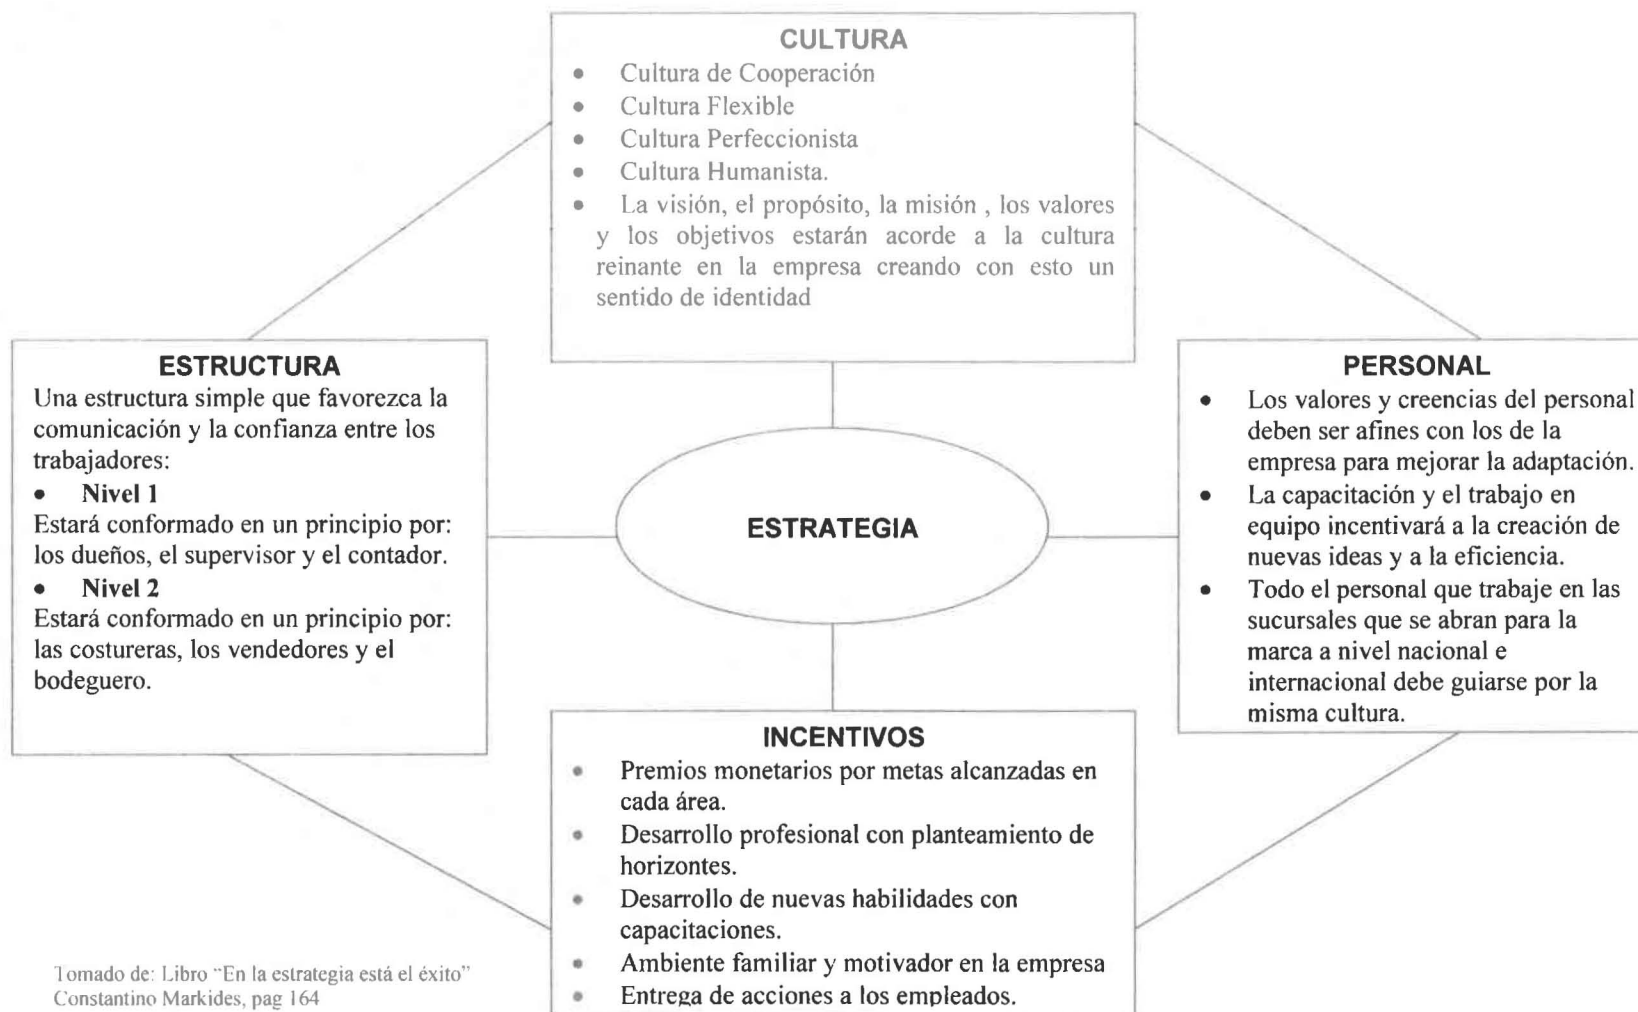 CULTURA
• Cultura de Cooperación
• Cultura Flexible
• Cultura Perfeccionista
• Cultura Humanista.
• La visión, el propósito, la misión , los valores
y los objetivos estarán acorde a la cultura
reinante en la empresa creando con esto un
sentido de identidad
ESTRUCTURA
Una estructura simple que favorezca la
comunicación y la confianza entre los
trabajadores:
• Nivel 1
Estará conformado en un principio por:
los dueños, el supervisor y el contador.
• Nivel 2
Estará conformado en un principio por:
las costureras, los vendedores y el
bodeguero.
ESTRATEGIA
PERSONAL
• Los valores y creencias del personal
deben ser afines con los de la
empresa para mejorar la adaptación.
• La capacitación y el trabajo en
equipo incentivará a la creación de
nuevas ideas y a la eficiencia.
• Todo el personal que trabaje en las
sucursales que se abran para la
marca a nivel nacional e
internacional debe guiarse por la
misma cultura.
INCENTIVOS
• Premios monetarios por metas alcanzadas en
cada área.
• Desarrollo profesional con planteamiento de
horizontes.
• Desarrollo de nuevas habilidades con
capacitaciones.
• Ambiente familiar y motivador en la empresa
• Entrega de acciones a los empleados.
Tomado de: Libro “En la estrategia está el éxito”
Constantino Markides, pag 164